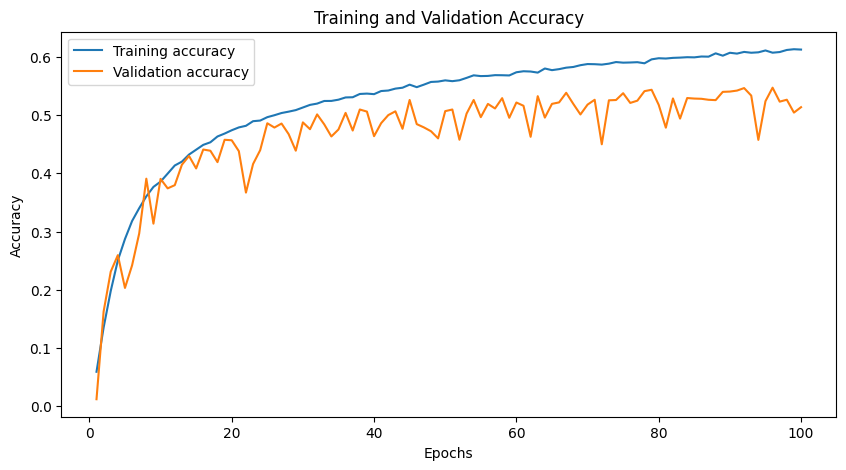 Training and Validation Accuracy
Training accuracy
Validation accuracy
0.6
0.5
0.4
0.3
0.2
0.1
0.0
Accuracy
0
20
40
60
80
100
Epochs